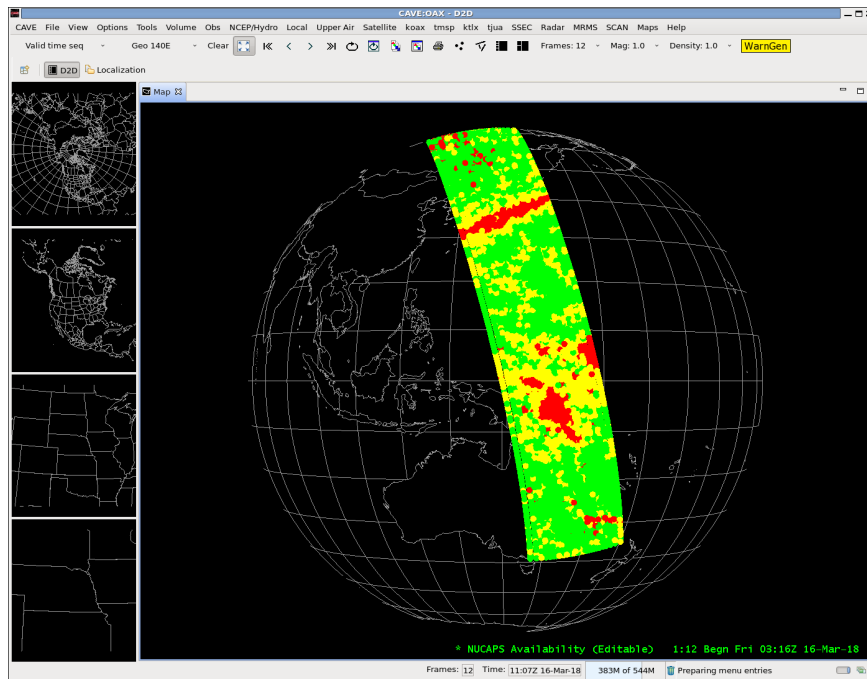 CAVE:OAX - D2D
CAVE File View Options Tools Volume Obs NCEP/Hydro Local Upper Air Satellite koax tmsp ktlx tjua SSEC Radar MRMS SCAN Maps Help
Valid time seq Geo 140E Clear Frames: 12 Mag: 1.0 Density: 1.0 WarnGen
D2D Localization
Map
* NUCAPS Availability (Editable) 1:12 Begn Fri 03:16Z 16-Mar-18
Frames: 12 Time: 11:07Z 16-Mar-18 383M of 544M Preparing menu entries